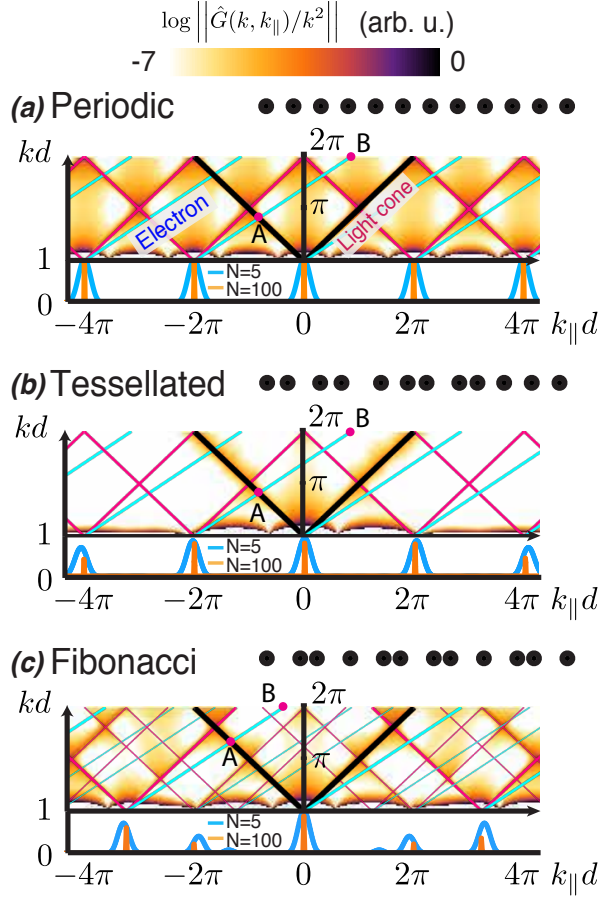 log ||Ĝ(k, k∥)/k²|| (arb. u.)
-7 0
(a) Periodic
kd 2π B
π
Electron Light cone
A
1
N=5
N=100
0
−4π −2π 0 2π 4π k∥d
(b) Tessellated
kd 2π B
π
A
1
N=5
N=100
0
−4π −2π 0 2π 4π k∥d
(c) Fibonacci
kd B 2π
A π
1
N=5
N=100
0
−4π −2π 0 2π 4π k∥d